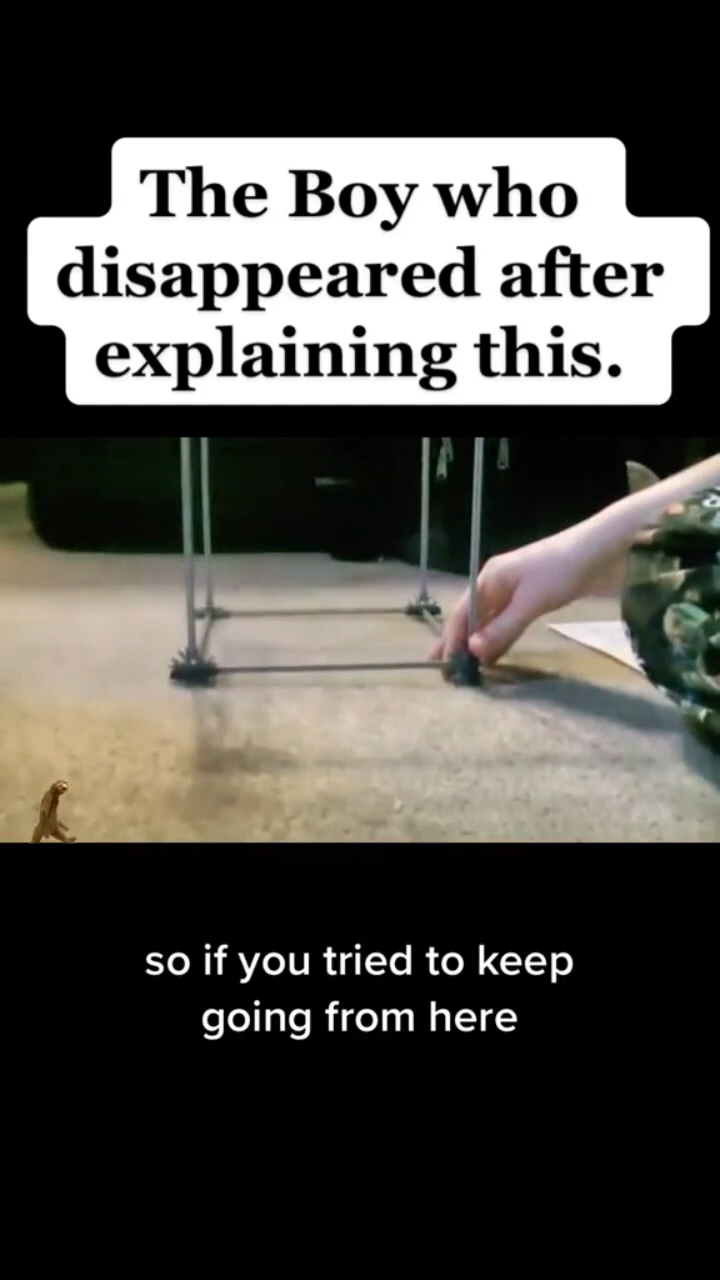 The Boy who
disappeared after
explaining this.
so if you tried to keep
going from here